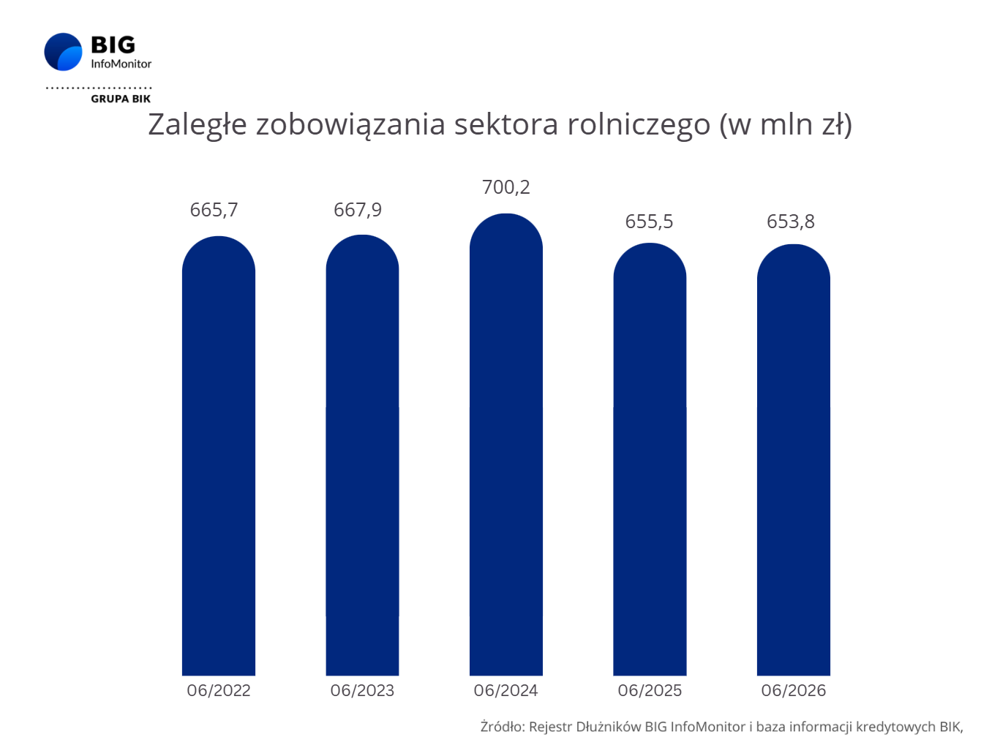 BIG
InfoMonitor
GRUPA BIK
Zaległe zobowiązania sektora rolniczego (w mln zł)
665,7
667,9
700,2
655,5
653,8
06/2022
06/2023
06/2024
06/2025
06/2026
Żródło: Rejestr Dłużników BIG InfoMonitor i baza informacji kredytowych BIK,